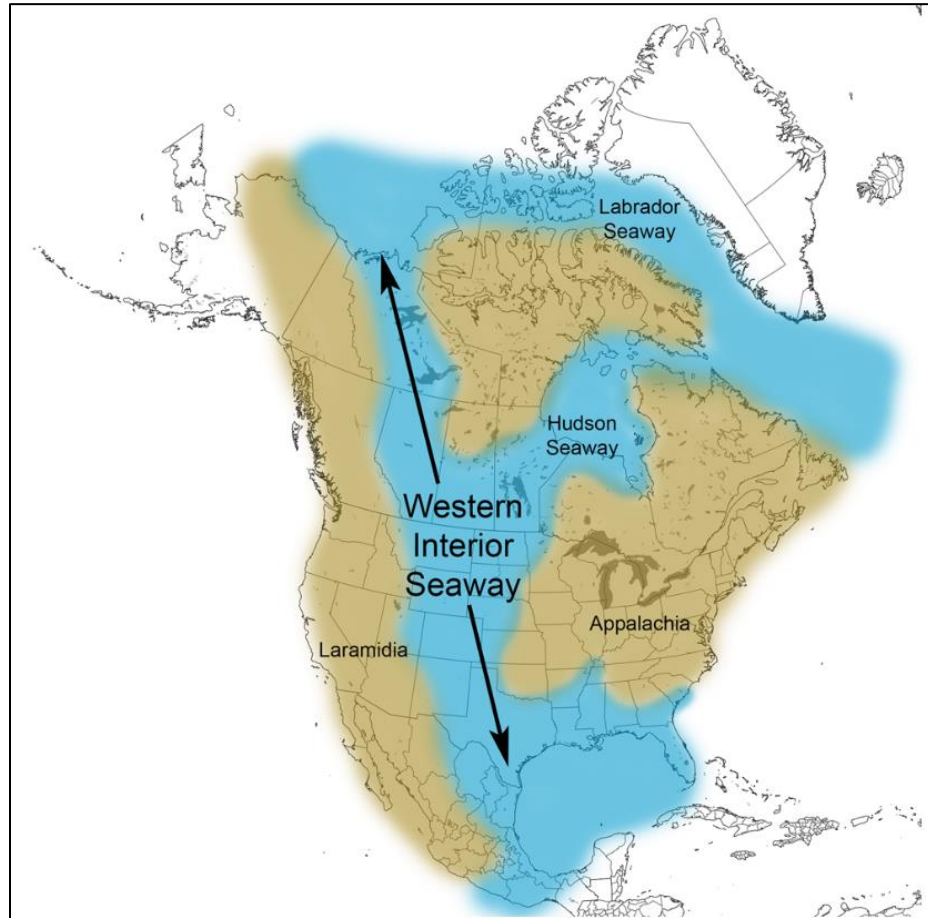 Labrador
Seaway
Hudson
Seaway
Western
Interior
Seaway
Appalachia
Laramidia